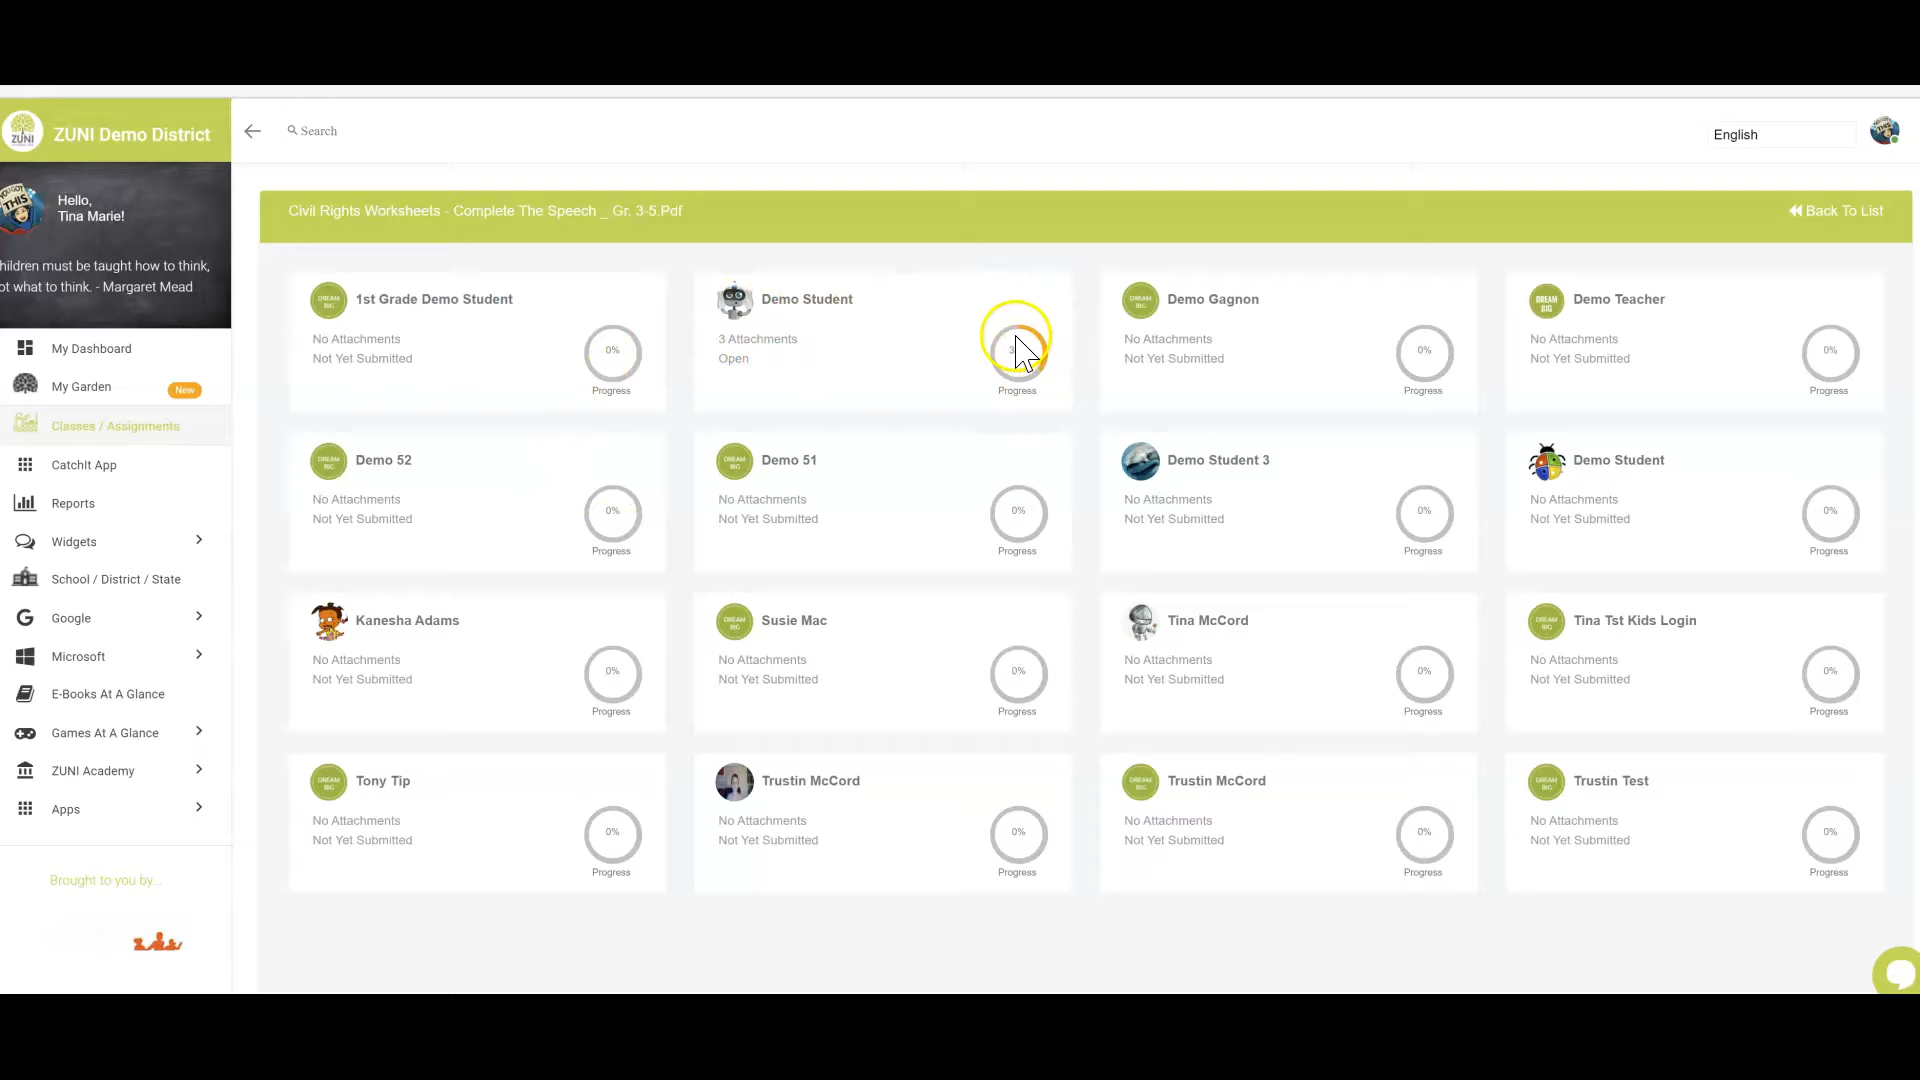 ZUNI Demo District
Search
English
Hello,
Tina Marie!
hildren must be taught how to think,
ot what to think. - Margaret Mead
My Dashboard
My Garden
New
Classes / Assignments
CatchIt App
Reports
Widgets
School / District / State
Google
Microsoft
E-Books At A Glance
Games At A Glance
ZUNI Academy
Apps
Brought to you by...
Civil Rights Worksheets - Complete The Speech _ Gr. 3-5.Pdf
Back To List
1st Grade Demo Student
No Attachments
Not Yet Submitted
0%
Progress
Demo Student
3 Attachments
Open
Progress
Demo Gagnon
No Attachments
Not Yet Submitted
0%
Progress
Demo Teacher
No Attachments
Not Yet Submitted
0%
Progress
Demo 52
No Attachments
Not Yet Submitted
0%
Progress
Demo 51
No Attachments
Not Yet Submitted
0%
Progress
Demo Student 3
No Attachments
Not Yet Submitted
0%
Progress
Demo Student
No Attachments
Not Yet Submitted
0%
Progress
Kanesha Adams
No Attachments
Not Yet Submitted
0%
Progress
Susie Mac
No Attachments
Not Yet Submitted
0%
Progress
Tina McCord
No Attachments
Not Yet Submitted
0%
Progress
Tina Tst Kids Login
No Attachments
Not Yet Submitted
0%
Progress
Tony Tip
No Attachments
Not Yet Submitted
0%
Progress
Trustin McCord
No Attachments
Not Yet Submitted
0%
Progress
Trustin McCord
No Attachments
Not Yet Submitted
0%
Progress
Trustin Test
No Attachments
Not Yet Submitted
0%
Progress